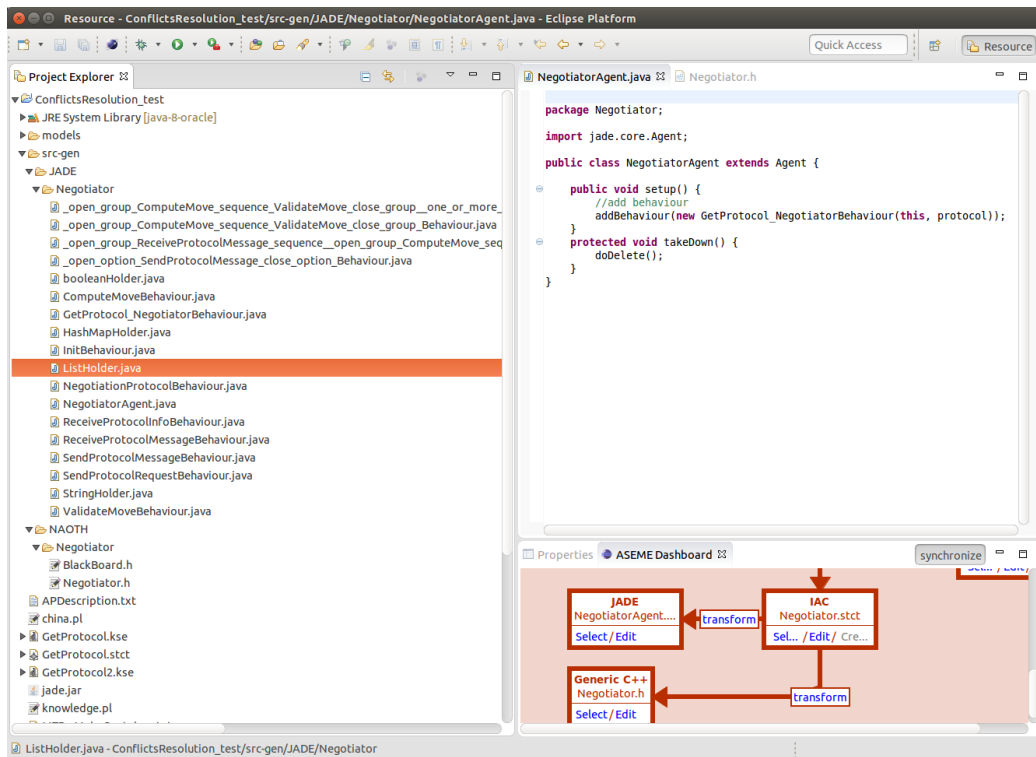 Resource - ConflictsResolution_test/src-gen/JADE/Negotiator/NegotiatorAgent.java - Eclipse Platform
Quick Access
Resource
Project Explorer
ConflictsResolution_test
JRE System Library [java-8-oracle]
models
src-gen
JADE
Negotiator
_open_group_ComputeMove_sequence_ValidateMove_close_group__one_or_more_
_open_group_ComputeMove_sequence_ValidateMove_close_group_Behaviour.java
_open_group_ReceiveProtocolMessage_sequence__open_group_ComputeMove_seq
_open_option_SendProtocolMessage_close_option_Behaviour.java
booleanHolder.java
ComputeMoveBehaviour.java
GetProtocol_NegotiatorBehaviour.java
HashMapHolder.java
InitBehaviour.java
ListHolder.java
NegotiationProtocolBehaviour.java
NegotiatorAgent.java
ReceiveProtocolInfoBehaviour.java
ReceiveProtocolMessageBehaviour.java
SendProtocolMessageBehaviour.java
SendProtocolRequestBehaviour.java
StringHolder.java
ValidateMoveBehaviour.java
NAOTH
Negotiator
BlackBoard.h
Negotiator.h
APDescription.txt
china.pl
GetProtocol.kse
GetProtocol.stct
GetProtocol2.kse
jade.jar
knowledge.pl
NegotiatorAgent.java
Negotiator.h
package Negotiator;
import jade.core.Agent;
public class NegotiatorAgent extends Agent {
public void setup() {
//add behaviour
addBehaviour(new GetProtocol_NegotiatorBehaviour(this, protocol));
}
protected void takeDown() {
doDelete();
}
}
Properties
ASEME Dashboard
synchronize
JADE
NegotiatorAgent....
Select/Edit
transform
IAC
Negotiator.stct
Sel... /Edit/ Cre...
Generic C++
Negotiator.h
Select/Edit
transform
ListHolder.java - ConflictsResolution_test/src-gen/JADE/Negotiator